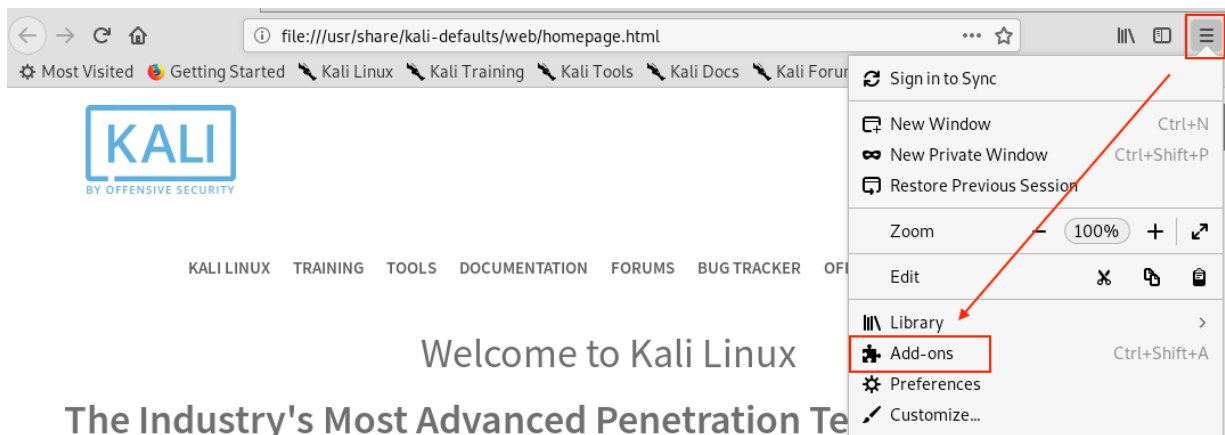 file:///usr/share/kali-defaults/web/homepage.html
Most Visited Getting Started Kali Linux Kali Training Kali Tools Kali Docs Kali Forur
Sign in to Sync
New Window Ctrl+N
New Private Window Ctrl+Shift+P
Restore Previous Session
Zoom 100%
Edit
Library
Add-ons Ctrl+Shift+A
Preferences
Customize...
KALI
BY OFFENSIVE SECURITY
KALI LINUX TRAINING TOOLS DOCUMENTATION FORUMS BUG TRACKER OFI
Welcome to Kali Linux
The Industry's Most Advanced Penetration Te